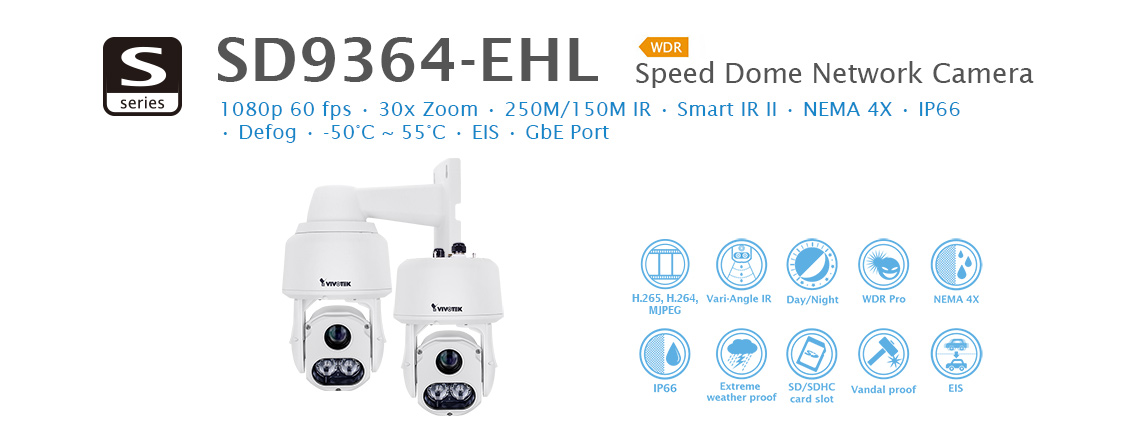 S
series
SD9364-EHL
WDR
Speed Dome Network Camera
1080p 60 fps · 30x Zoom · 250M/150M IR · Smart IR II · NEMA 4X · IP66
· Defog · -50°C ~ 55°C · EIS · GbE Port
VIVOTEK
VIVOTEK
H.265, H.264,
MJPEG
Vari-Angle IR
Day/Night
WDR Pro
NEMA 4X
IP66
Extreme
weather proof
SD/SDHC
card slot
Vandal proof
EIS